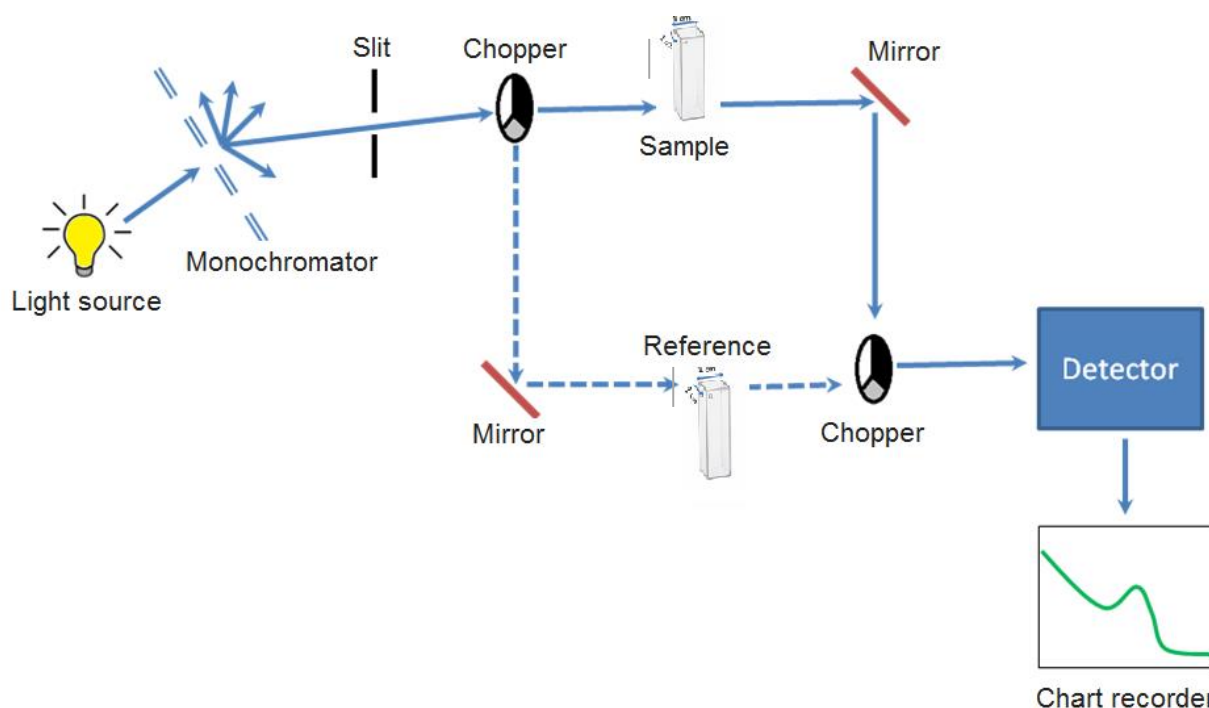 Slit
Chopper
Mirror
Sample
Monochromator
Light source
Reference
Mirror
Chopper
Detector
Chart recorder